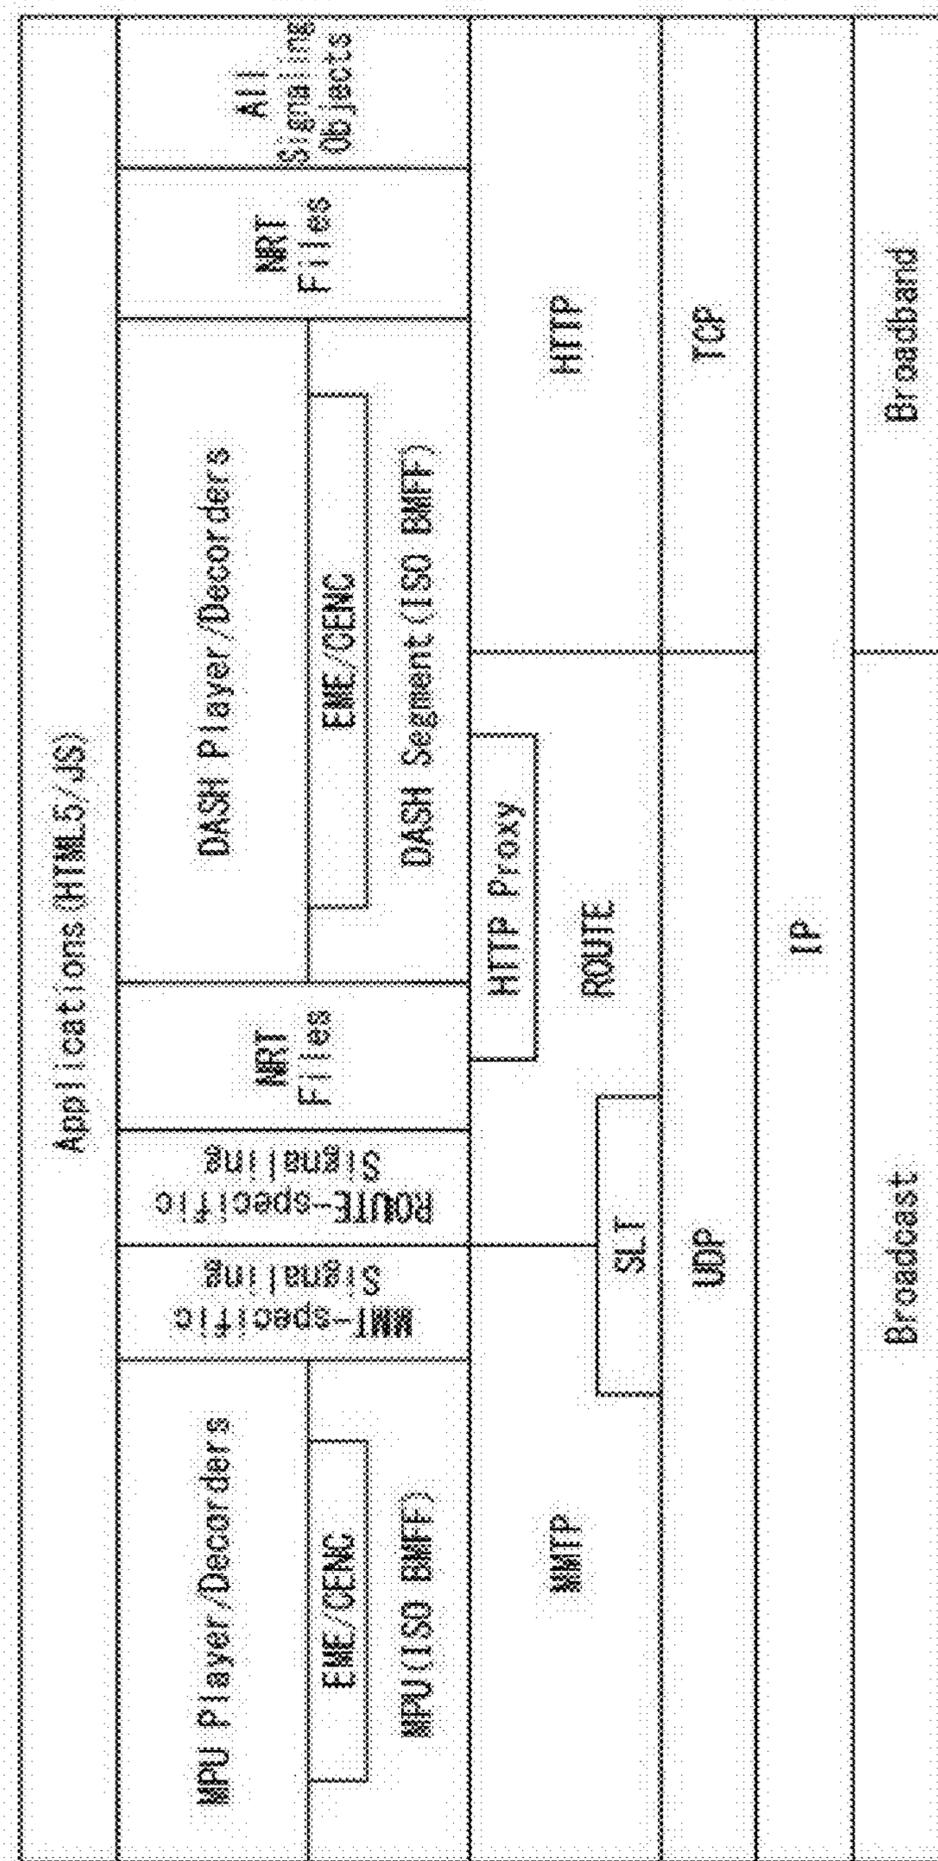 Applications(HTML5/JS)
MPU Player/Decorders
EME/CENC
MPU(ISO BMFF)
MMT-specific
Signaling
ROUTE-specific
Signaling
NRT
Files
DASH Player/Decorders
EME/CENC
DASH Segment(ISO BMFF)
NRT
Files
All
Signaling
Objects
MMTP
SLT
HTTP Proxy
ROUTE
HTTP
UDP
TCP
IP
Broadcast
Broadband